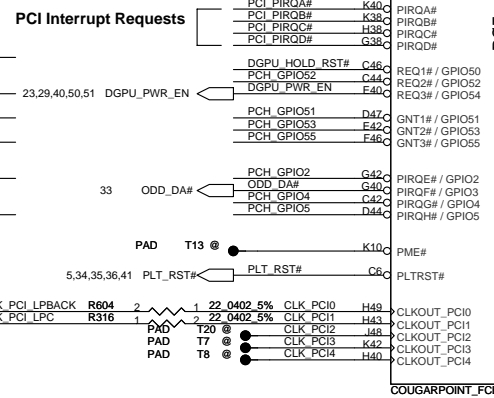 PCI_PIRQA# K40 PIRQA#
PCI Interrupt Requests PCI_PIRQB# K38 PIRQB#
PCI_PIRQC# H38 PIRQC#
PCI_PIRQD# G38 PIRQD#
DGPU_HOLD_RST# C46 REQ1# / GPIO50
PCH_GPIO52 C44 REQ2# / GPIO52
23,29,40,50,51 DGPU_PWR_EN DGPU_PWR_EN E40 REQ3# / GPIO54
PCH_GPIO51 D47 GNT1# / GPIO51
PCH_GPIO53 E42 GNT2# / GPIO53
PCH_GPIO55 F46 GNT3# / GPIO55
PCH_GPIO2 G42 PIRQE# / GPIO2
33 ODD_DA# ODD_DA# G40 PIRQF# / GPIO3
PCH_GPIO4 C42 PIRQG# / GPIO4
PCH_GPIO5 D44 PIRQH# / GPIO5
PAD T13 @ K10 PME#
5,34,35,36,41 PLT_RST# PLT_RST# C6 PLTRST#
K_PCI_LPBACK R604 2 1 22_0402_5% CLK_PCI0 H49 CLKOUT_PCI0
K_PCI_LPC R316 1 2 22_0402_5% CLK_PCI1 H43 CLKOUT_PCI1
PAD T20 @ CLK_PCI2 J48 CLKOUT_PCI2
PAD T7 @ CLK_PCI3 K42 CLKOUT_PCI3
PAD T8 @ CLK_PCI4 H40 CLKOUT_PCI4
COUGARPOINT_FC